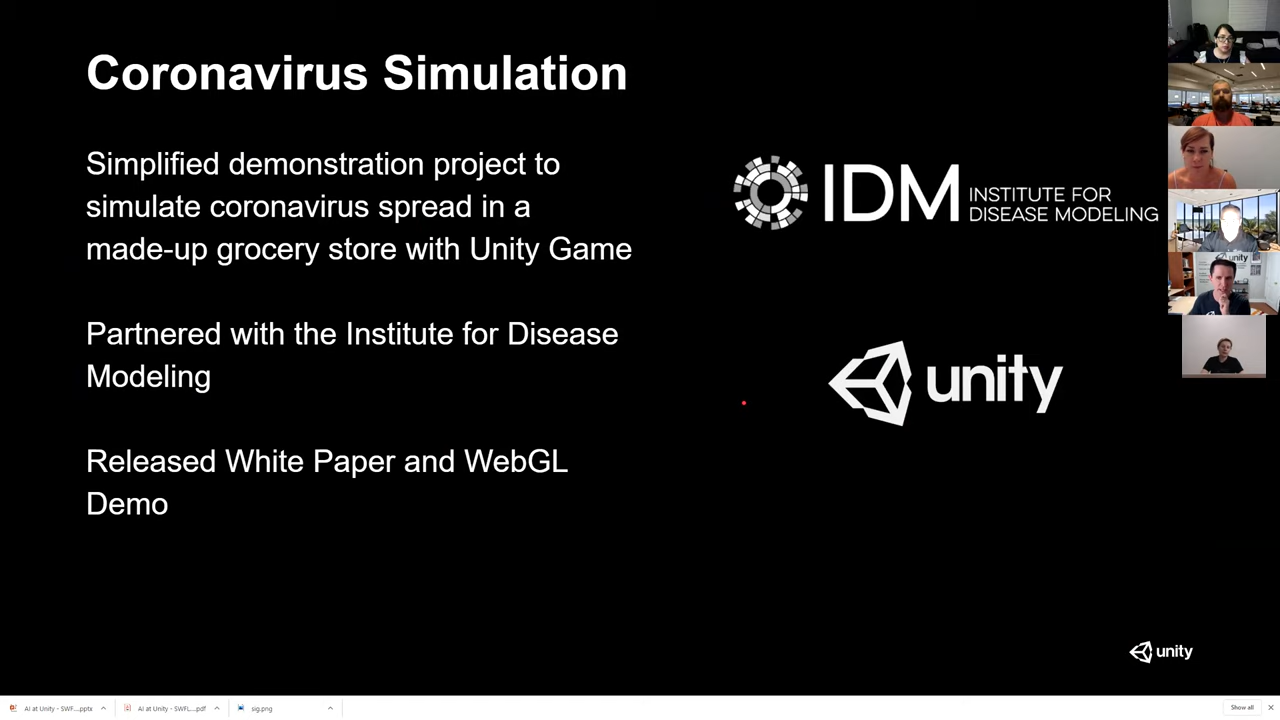 Coronavirus Simulation
Simplified demonstration project to
simulate coronavirus spread in a
made-up grocery store with Unity Game
Partnered with the Institute for Disease
Modeling
Released White Paper and WebGL
Demo
IDM INSTITUTE FOR
DISEASE MODELING
unity
unity
unity
AI at Unity - SWF....pptx
AI at Unity - SWFL....pdf
sig.png
Show all